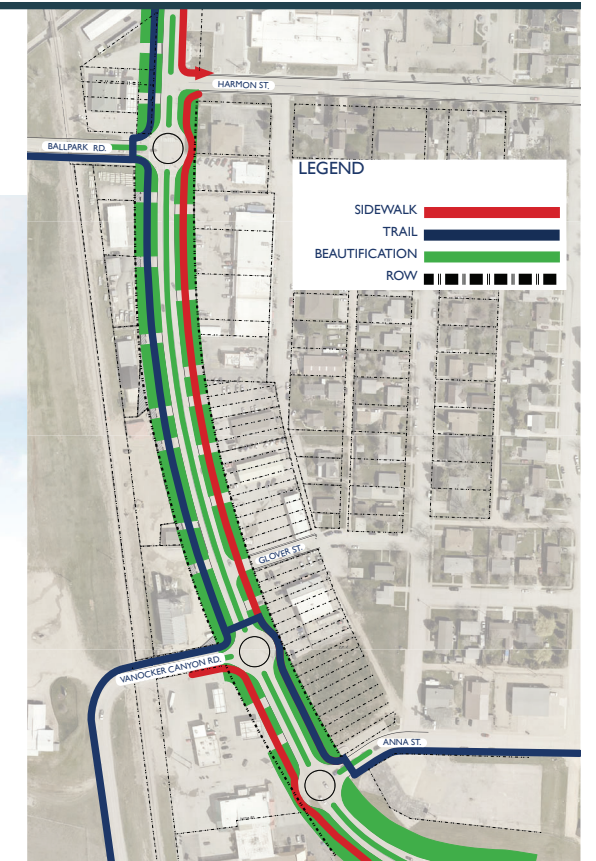 HARMON ST.
BALLPARK RD.
LEGEND
SIDEWALK
TRAIL
BEAUTIFICATION
ROW
GLOVER ST.
VANOCKER CANYON RD.
ANNA ST.